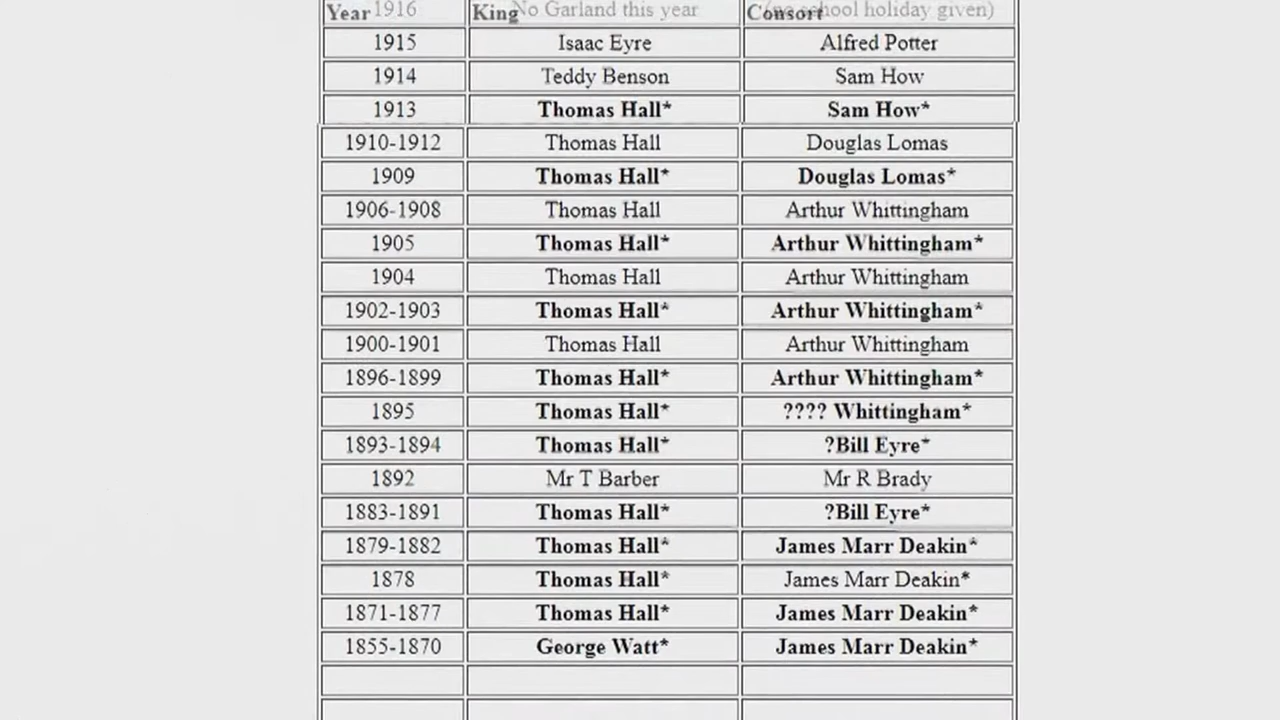 Year King Consort
1916 No Garland this year (no school holiday given)
1915 Isaac Eyre Alfred Potter
1914 Teddy Benson Sam How
1913 Thomas Hall* Sam How*
1910-1912 Thomas Hall Douglas Lomas
1909 Thomas Hall* Douglas Lomas*
1906-1908 Thomas Hall Arthur Whittingham
1905 Thomas Hall* Arthur Whittingham*
1904 Thomas Hall Arthur Whittingham
1902-1903 Thomas Hall* Arthur Whittingham*
1900-1901 Thomas Hall Arthur Whittingham
1896-1899 Thomas Hall* Arthur Whittingham*
1895 Thomas Hall* ???? Whittingham*
1893-1894 Thomas Hall* ?Bill Eyre*
1892 Mr T Barber Mr R Brady
1883-1891 Thomas Hall* ?Bill Eyre*
1879-1882 Thomas Hall* James Marr Deakin*
1878 Thomas Hall* James Marr Deakin*
1871-1877 Thomas Hall* James Marr Deakin*
1855-1870 George Watt* James Marr Deakin*